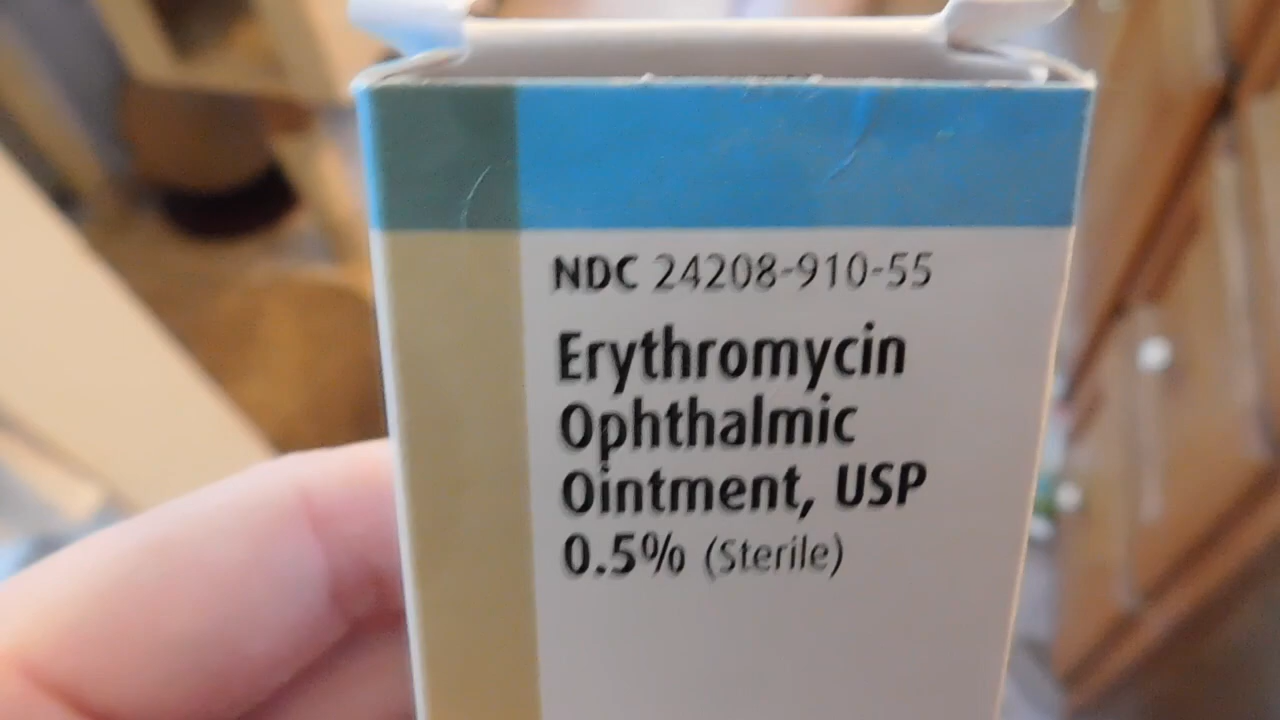 NDC 24208-910-55
Erythromycin
Ophthalmic
Ointment, USP
0.5% (Sterile)